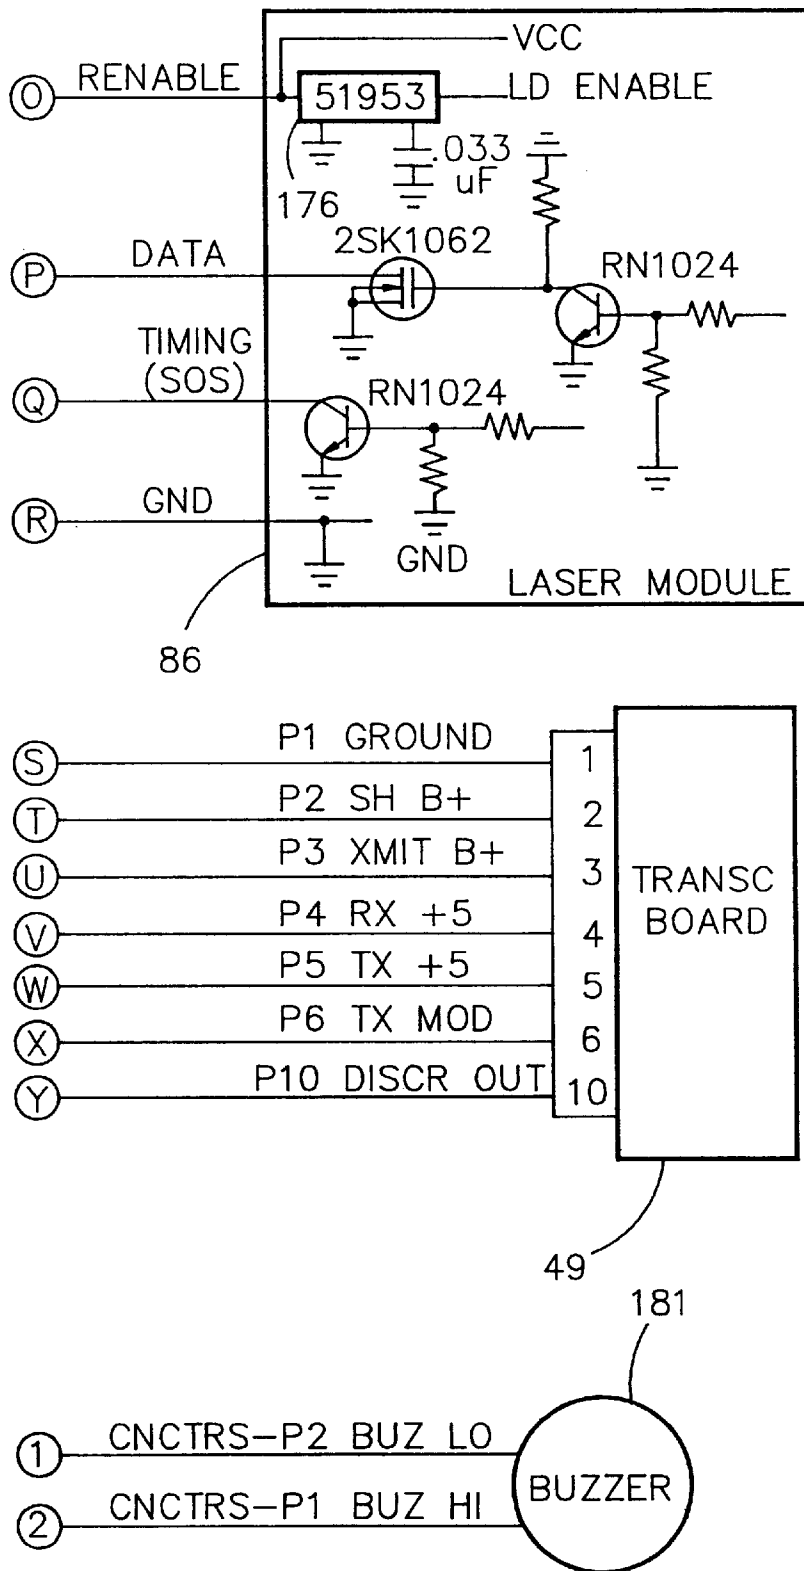 VCC
O RENABLE 51953 LD ENABLE
.033
uF
176
2SK1062
P DATA RN1024
TIMING
(SOS)
Q RN1024
R GND
GND
LASER MODULE
86
S P1 GROUND 1
T P2 SH B+ 2
U P3 XMIT B+ 3
TRANSC
BOARD
V P4 RX +5 4
W P5 TX +5 5
X P6 TX MOD 6
Y P10 DISCR OUT 10
49
181
1 CNCTRS-P2 BUZ LO
BUZZER
2 CNCTRS-P1 BUZ HI